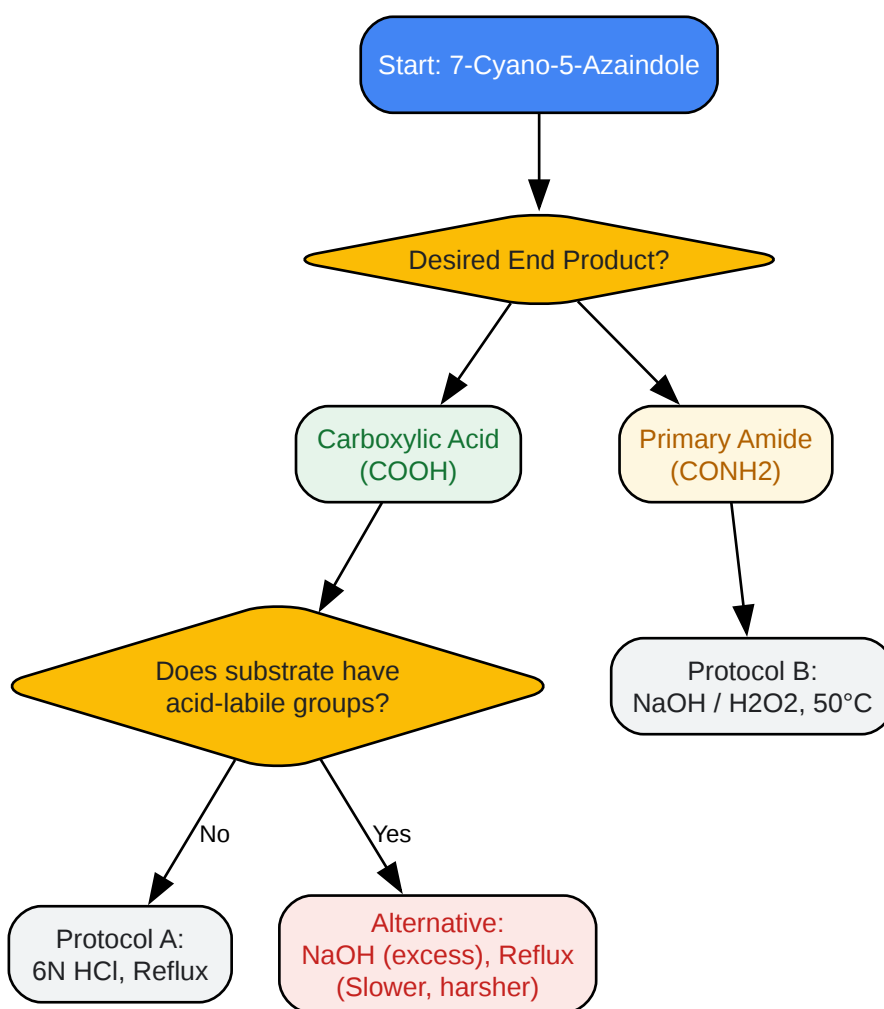 Start: 7-Cyano-5-Azaindole
Desired End Product?
Carboxylic Acid
(COOH)
Primary Amide
(CONH2)
Does substrate have
acid-labile groups?
Protocol B:
NaOH / H2O2, 50°C
No
Yes
Protocol A:
6N HCl, Reflux
Alternative:
NaOH (excess), Reflux
(Slower, harsher)